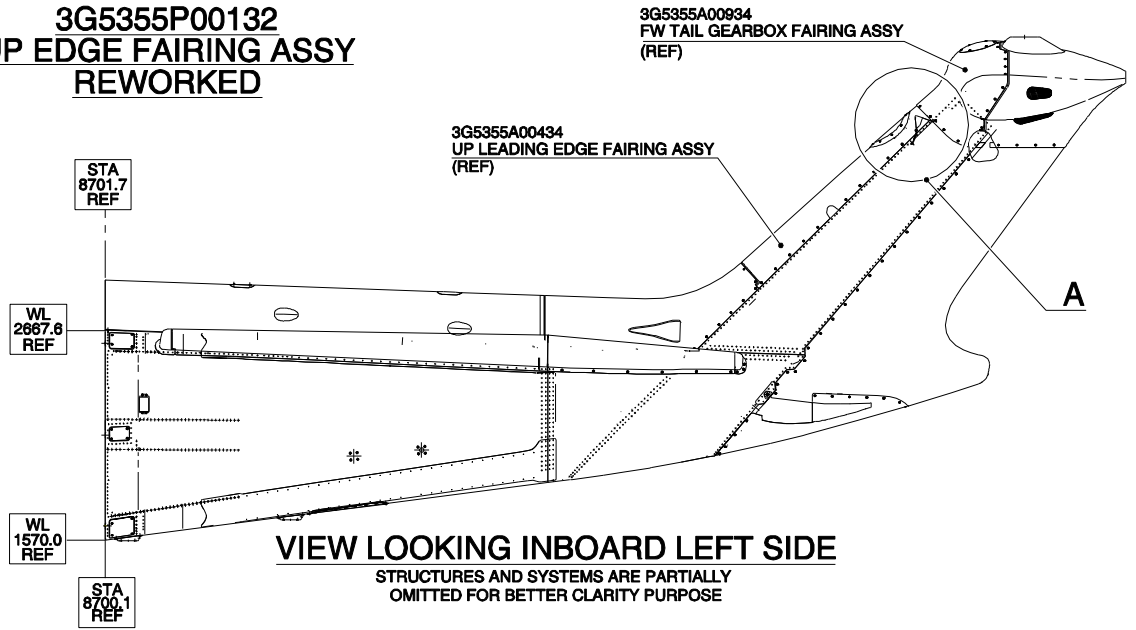 3G5355P00132
UP EDGE FAIRING ASSY
REWORKED
3G5355A00934
FW TAIL GEARBOX FAIRING ASSY
(REF)
3G5355A00434
UP LEADING EDGE FAIRING ASSY
(REF)
STA
8701.7
REF
A
WL
2667.6
REF
WL
1570.0
REF
VIEW LOOKING INBOARD LEFT SIDE
STRUCTURES AND SYSTEMS ARE PARTIALLY
OMITTED FOR BETTER CLARITY PURPOSE
STA
8700.1
REF